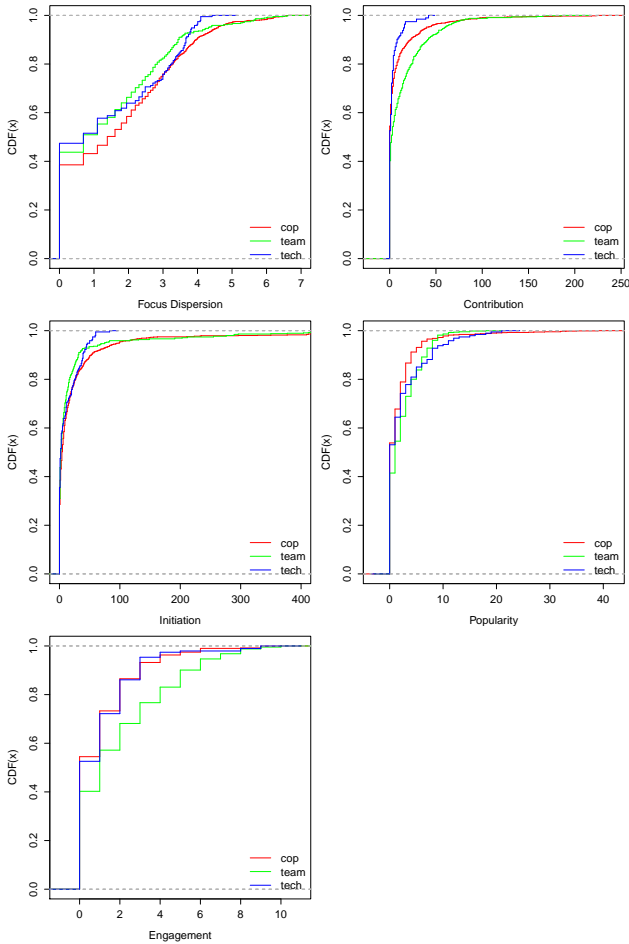 CDF(x)
0.0 0.2 0.4 0.6 0.8 1.0
cop
team
tech
0 1 2 3 4 5 6 7
Focus Dispersion
CDF(x)
0.0 0.2 0.4 0.6 0.8 1.0
cop
team
tech
0 50 100 150 200 250
Contribution
CDF(x)
0.0 0.2 0.4 0.6 0.8 1.0
cop
team
tech
0 100 200 300 400
Initiation
CDF(x)
0.0 0.2 0.4 0.6 0.8 1.0
cop
team
tech
0 10 20 30 40
Popularity
CDF(x)
0.0 0.2 0.4 0.6 0.8 1.0
cop
team
tech
0 2 4 6 8 10
Engagement